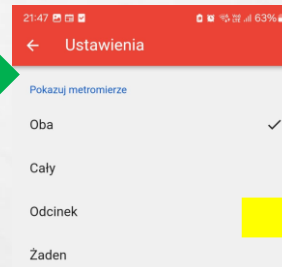 21:47 63%
← Ustawienia
Pokazuj metromierze
Oba
Cały
Odcinek
Żaden